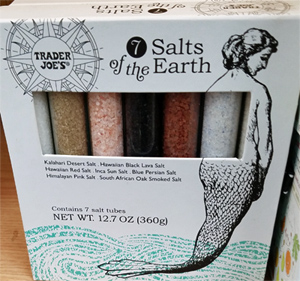 TRADER JOE'S
7 Salts of the Earth
Kalahari Desert Salt . Hawaiian Black Lava Salt
Hawaiian Red Salt . Inca Sun Salt . Blue Persian Salt
Himalayan Pink Salt . South African Oak Smoked Salt
Contains 7 salt tubes
NET WT. 12.7 OZ (360g)